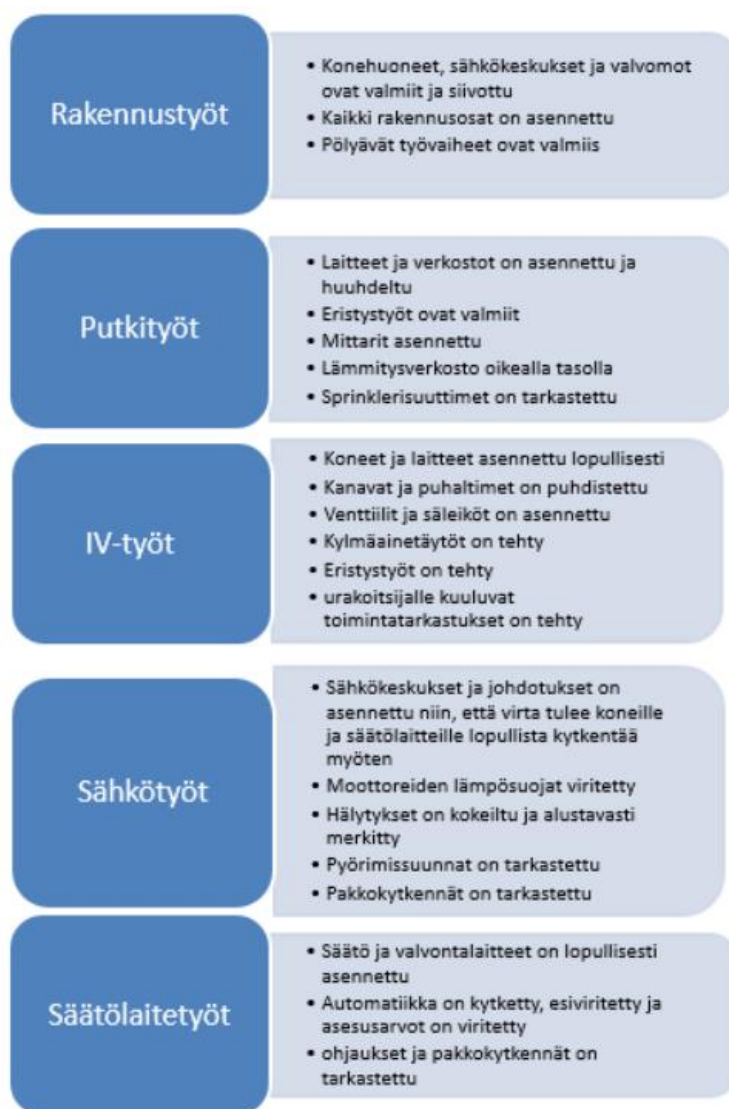 Rakennustyöt
• Konehuoneet, sähkökeskukset ja valvomot
ovat valmiit ja siivottu
• Kaikki rakennusosat on asennettu
• Pölyävät työvaiheet ovat valmiis
Putkityöt
• Laitteet ja verkostot on asennettu ja
huuhdeltu
• Eristystyöt ovat valmiit
• Mittarit asennettu
• Lämmitysverkosto oikealla tasolla
• Sprinklerisuuttimet on tarkastettu
IV-työt
• Koneet ja laitteet asennettu lopullisesti
• Kanavat ja puhaltimet on puhdistettu
• Venttiilit ja säleiköt on asennettu
• Kylmäainetäytöt on tehty
• Eristystyöt on tehty
• urakoitsijalle kuuluvat
toimintatarkastukset on tehty
Sähkötyöt
• Sähkökeskukset ja johdotukset on
asennettu niin, että virta tulee koneille
ja säätölaitteille lopullista kytkentää
myöten
• Moottoreiden lämpösuojat viritetty
• Hälytykset on kokeiltu ja alustavasti
merkitty
• Pyörimissuunnat on tarkastettu
• Pakkokytkennät on tarkastettu
Säätölaitetyöt
• Säätö ja valvontalaitteet on lopullisesti
asennettu
• Automatiikka on kytketty, esiviritetty ja
asesusarvot on viritetty
• ohjaukset ja pakkokytkennät on
tarkastettu